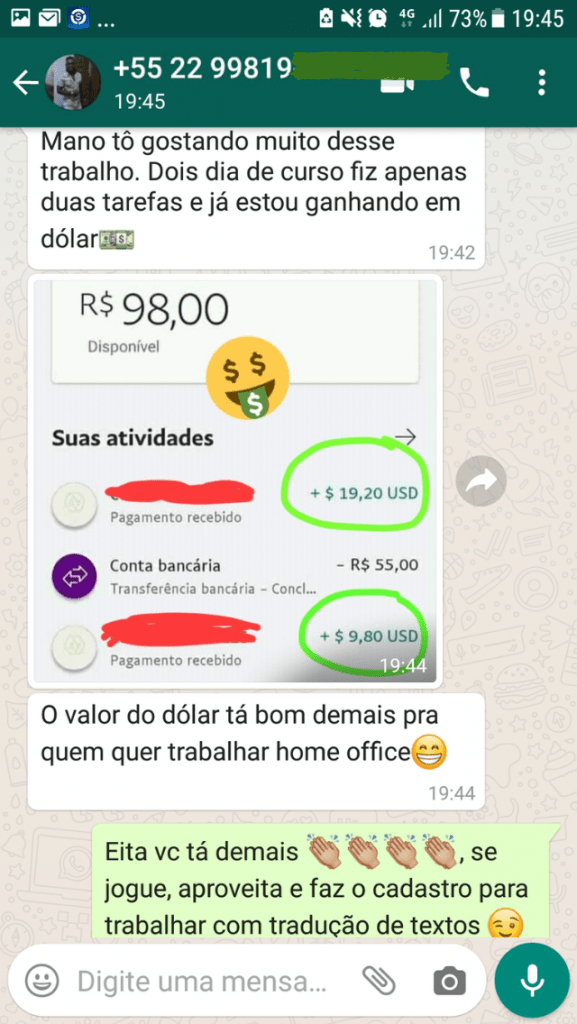 ... 4G 73% 19:45
+55 22 99819
19:45
Mano tô gostando muito desse
trabalho. Dois dia de curso fiz apenas
duas tarefas e já estou ganhando em
dólar💵
19:42
R$ 98,00
Disponível
Suas atividades
+ $ 19,20 USD
Pagamento recebido
Conta bancária - R$ 55,00
Transferência bancária – Concl...
+ $ 9,80 USD
Pagamento recebido
19:44
O valor do dólar tá bom demais pra
quem quer trabalhar home office😁
19:44
Eita vc tá demais 👏🏼👏🏼👏🏼👏🏼, se
jogue, aproveita e faz o cadastro para
trabalhar com tradução de textos 😉
Digite uma mensa...